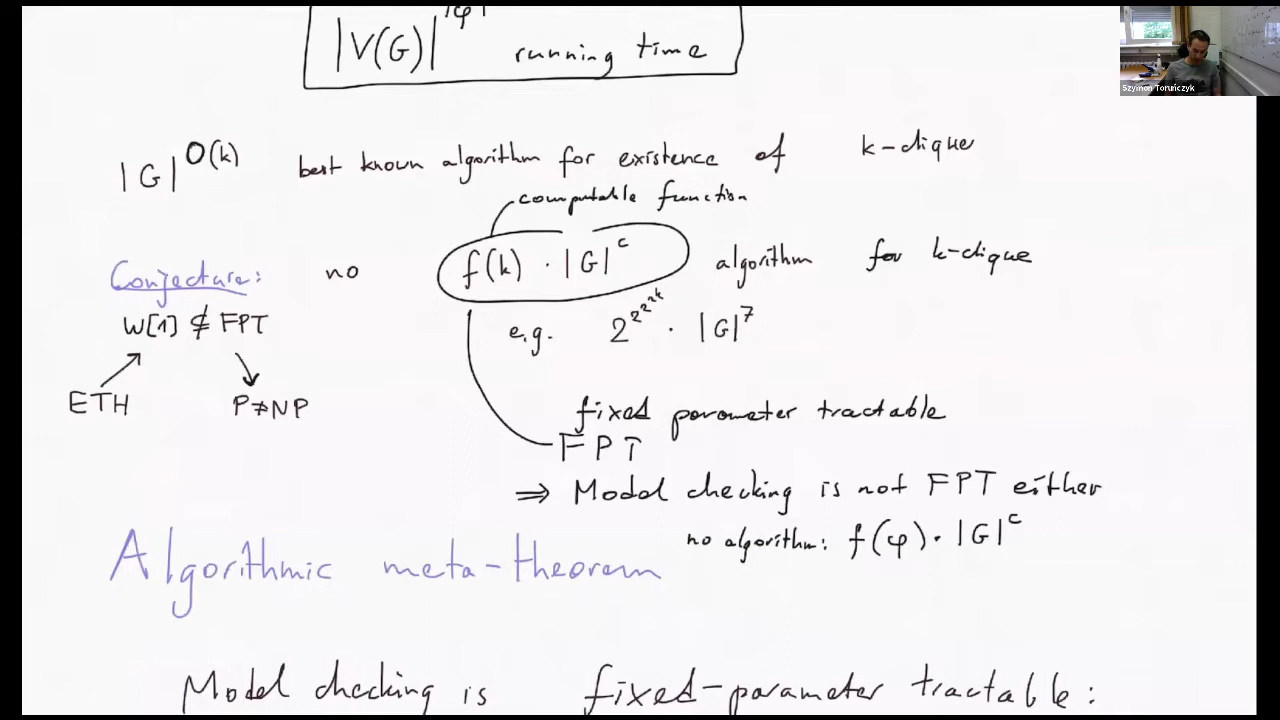 |V(G)|^|φ| running time
Szymon Toruńczyk
|G|^O(k) best known algorithm for existence of k-clique
computable function
Conjecture: no f(k) · |G|^c algorithm for k-clique
W[1] ⊄ FPT
e.g. 2^2^2^2^k · |G|^7
ETH P≠NP
fixed parameter tractable
FPT
⇒ Model checking is not FPT either
no algorithm: f(φ) · |G|^c
Algorithmic meta-theorem
Model checking is fixed-parameter tractable: